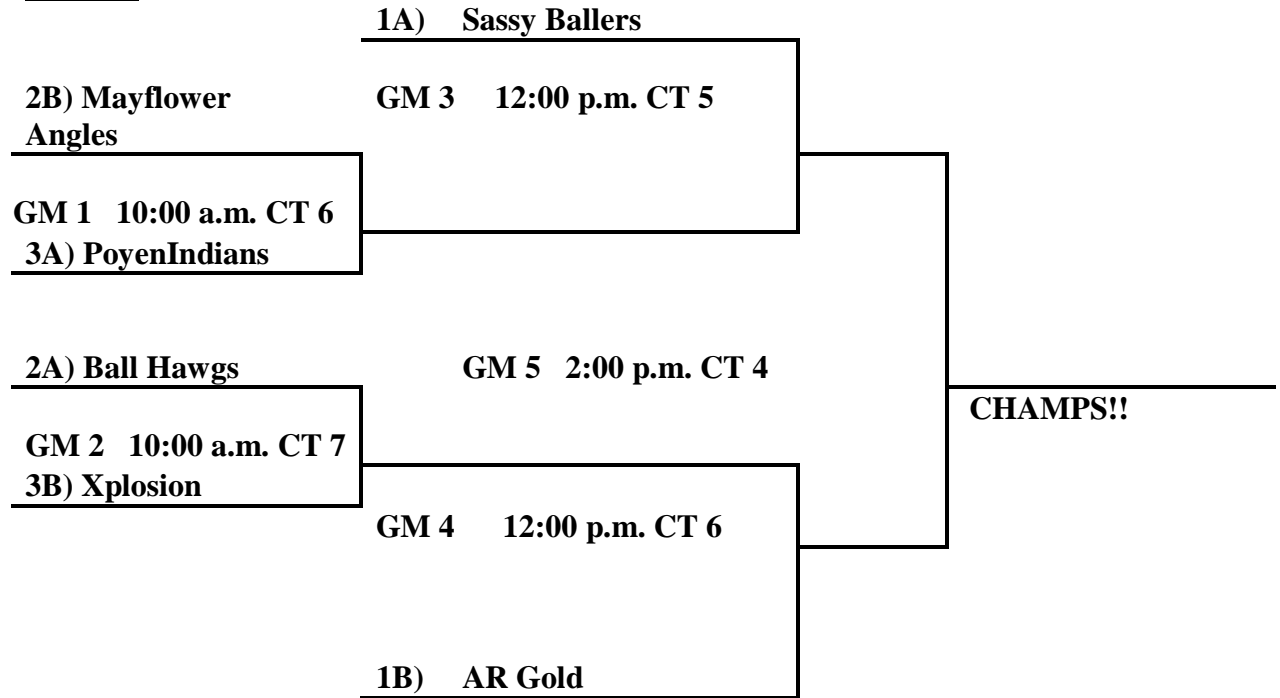 1A) Sassy Ballers
2B) Mayflower
Angles
GM 3 12:00 p.m. CT 5
GM 1 10:00 a.m. CT 6
3A) PoyenIndians
2A) Ball Hawgs
GM 5 2:00 p.m. CT 4
CHAMPS!!
GM 2 10:00 a.m. CT 7
3B) Xplosion
GM 4 12:00 p.m. CT 6
1B) AR Gold